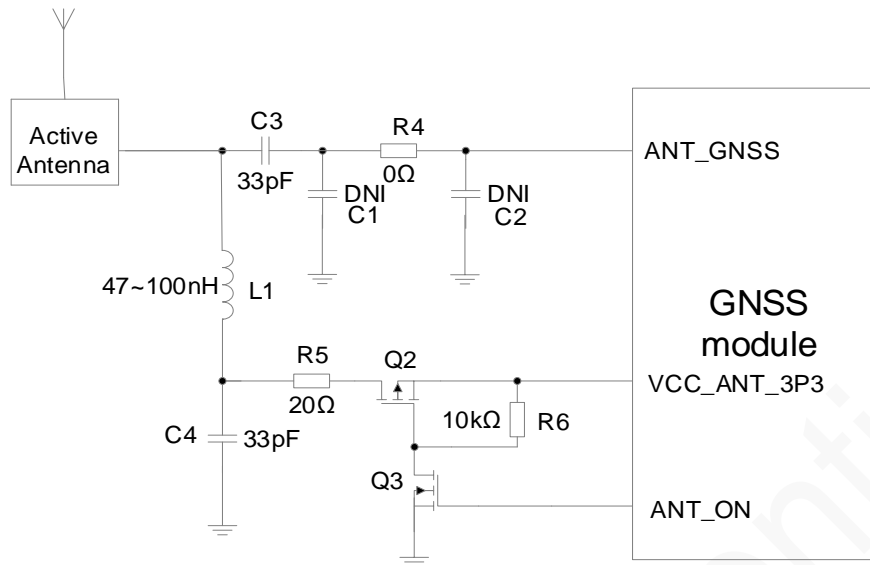 Active
Antenna
C3
33pF
R4
0Ω
DNI
C1
DNI
C2
ANT_GNSS
47~100nH
L1
GNSS
module
R5
20Ω
Q2
VCC_ANT_3P3
10kΩ
R6
C4
33pF
Q3
ANT_ON